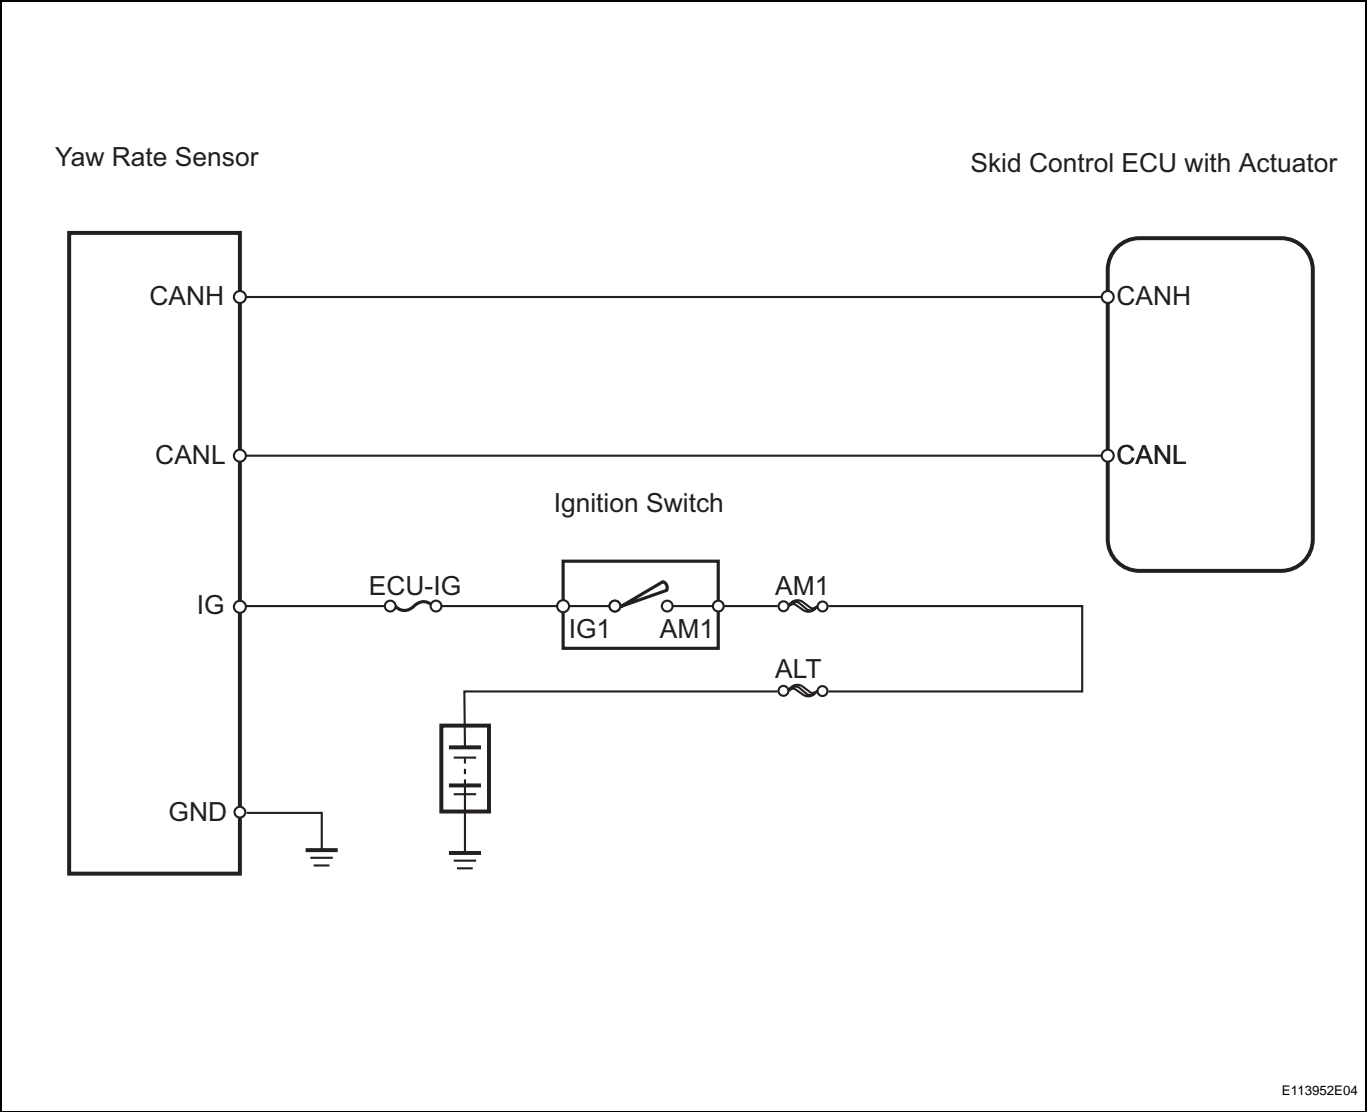 Yaw Rate Sensor
Skid Control ECU with Actuator
CANH
CANH
CANL
CANL
Ignition Switch
IG
ECU-IG
IG1
AM1
AM1
ALT
GND
E113952E04